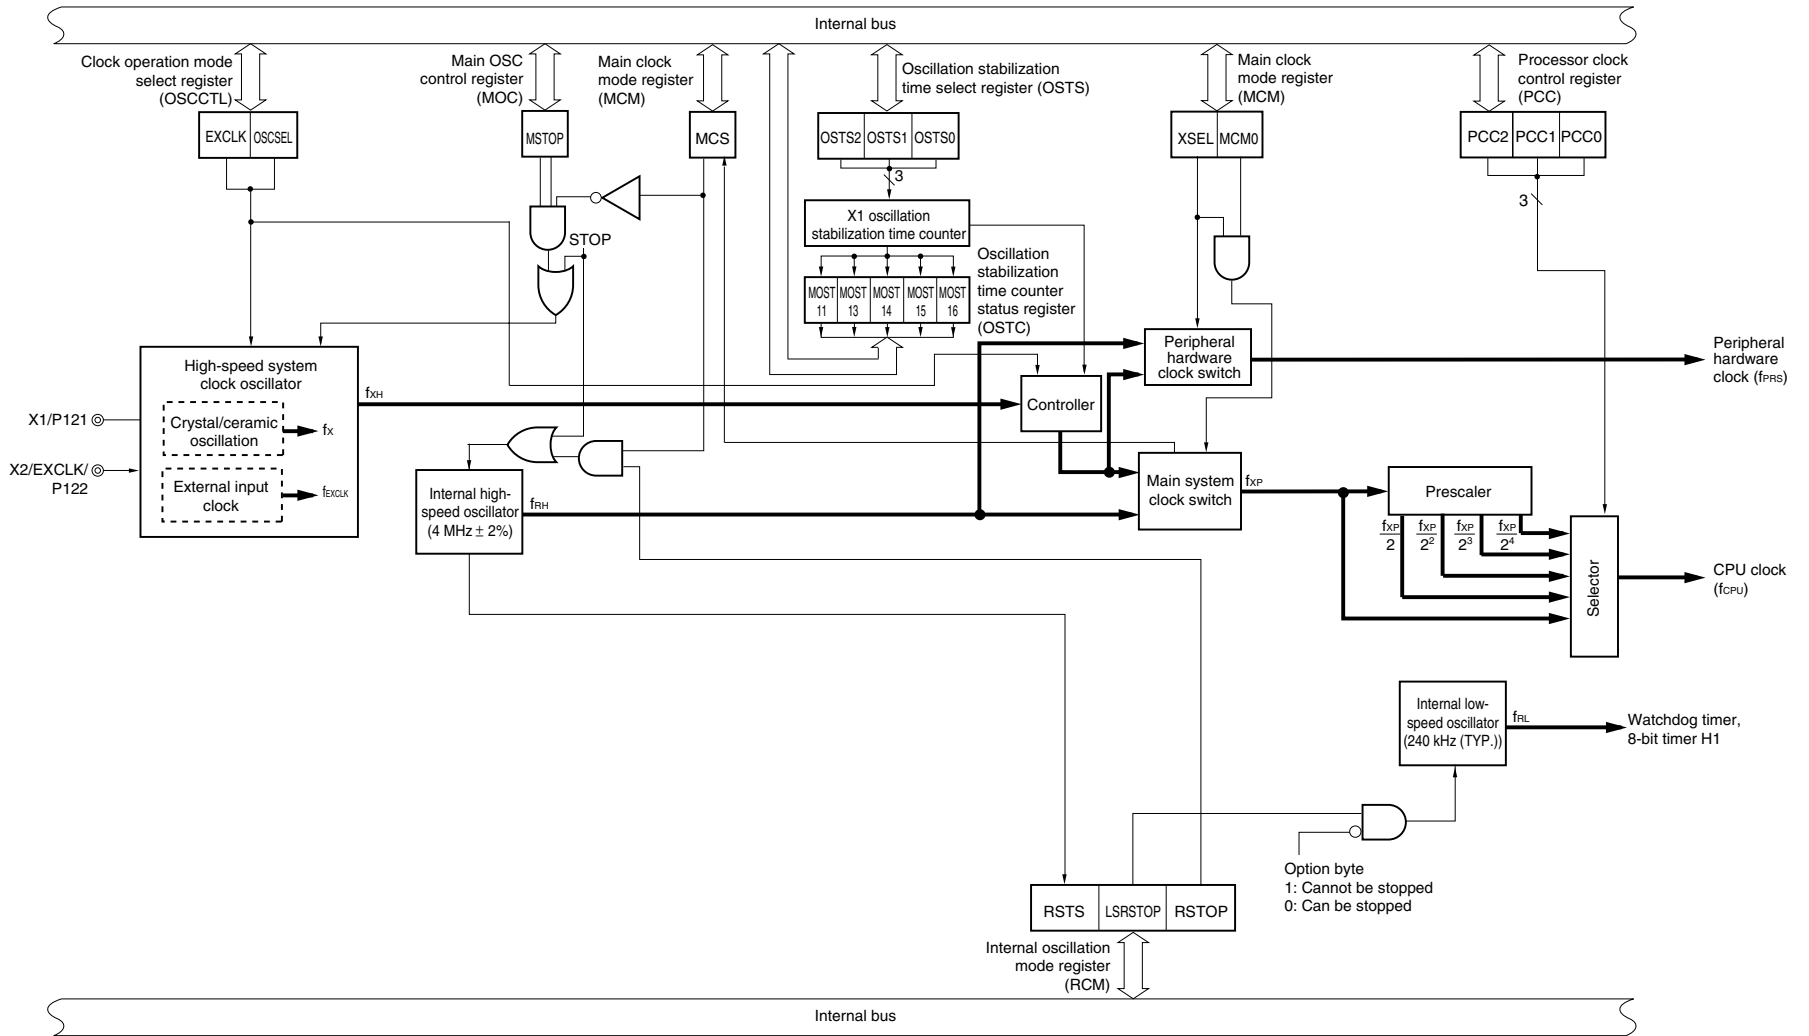 Internal bus
Clock operation mode
select register
(OSCCTL)
Main OSC
control register
(MOC)
Main clock
mode register
(MCM)
Oscillation stabilization
time select register (OSTS)
Main clock
mode register
(MCM)
Processor clock
control register
(PCC)
EXCLK OSCSEL
MSTOP
MCS
OSTS2 OSTS1 OSTS0
XSEL MCM0
PCC2 PCC1 PCC0
3
3
X1 oscillation
stabilization time counter
STOP
Oscillation
stabilization
time counter
status register
(OSTC)
MOST 11
MOST 13
MOST 14
MOST 15
MOST 16
High-speed system
clock oscillator
Crystal/ceramic
oscillation
fX
External input
clock
fEXCLK
X1/P121
X2/EXCLK/
P122
fXH
Controller
Peripheral
hardware
clock switch
Peripheral
hardware
clock (fPRS)
Internal high-
speed oscillator
(4 MHz ± 2%)
fRH
Main system
clock switch
fXP
Prescaler
fXP/2
fXP/2²
fXP/2³
fXP/2⁴
Selector
CPU clock
(fCPU)
Internal low-
speed oscillator
(240 kHz (TYP.))
fRL
Watchdog timer,
8-bit timer H1
Option byte
1: Cannot be stopped
0: Can be stopped
RSTS LSRSTOP RSTOP
Internal oscillation
mode register
(RCM)
Internal bus